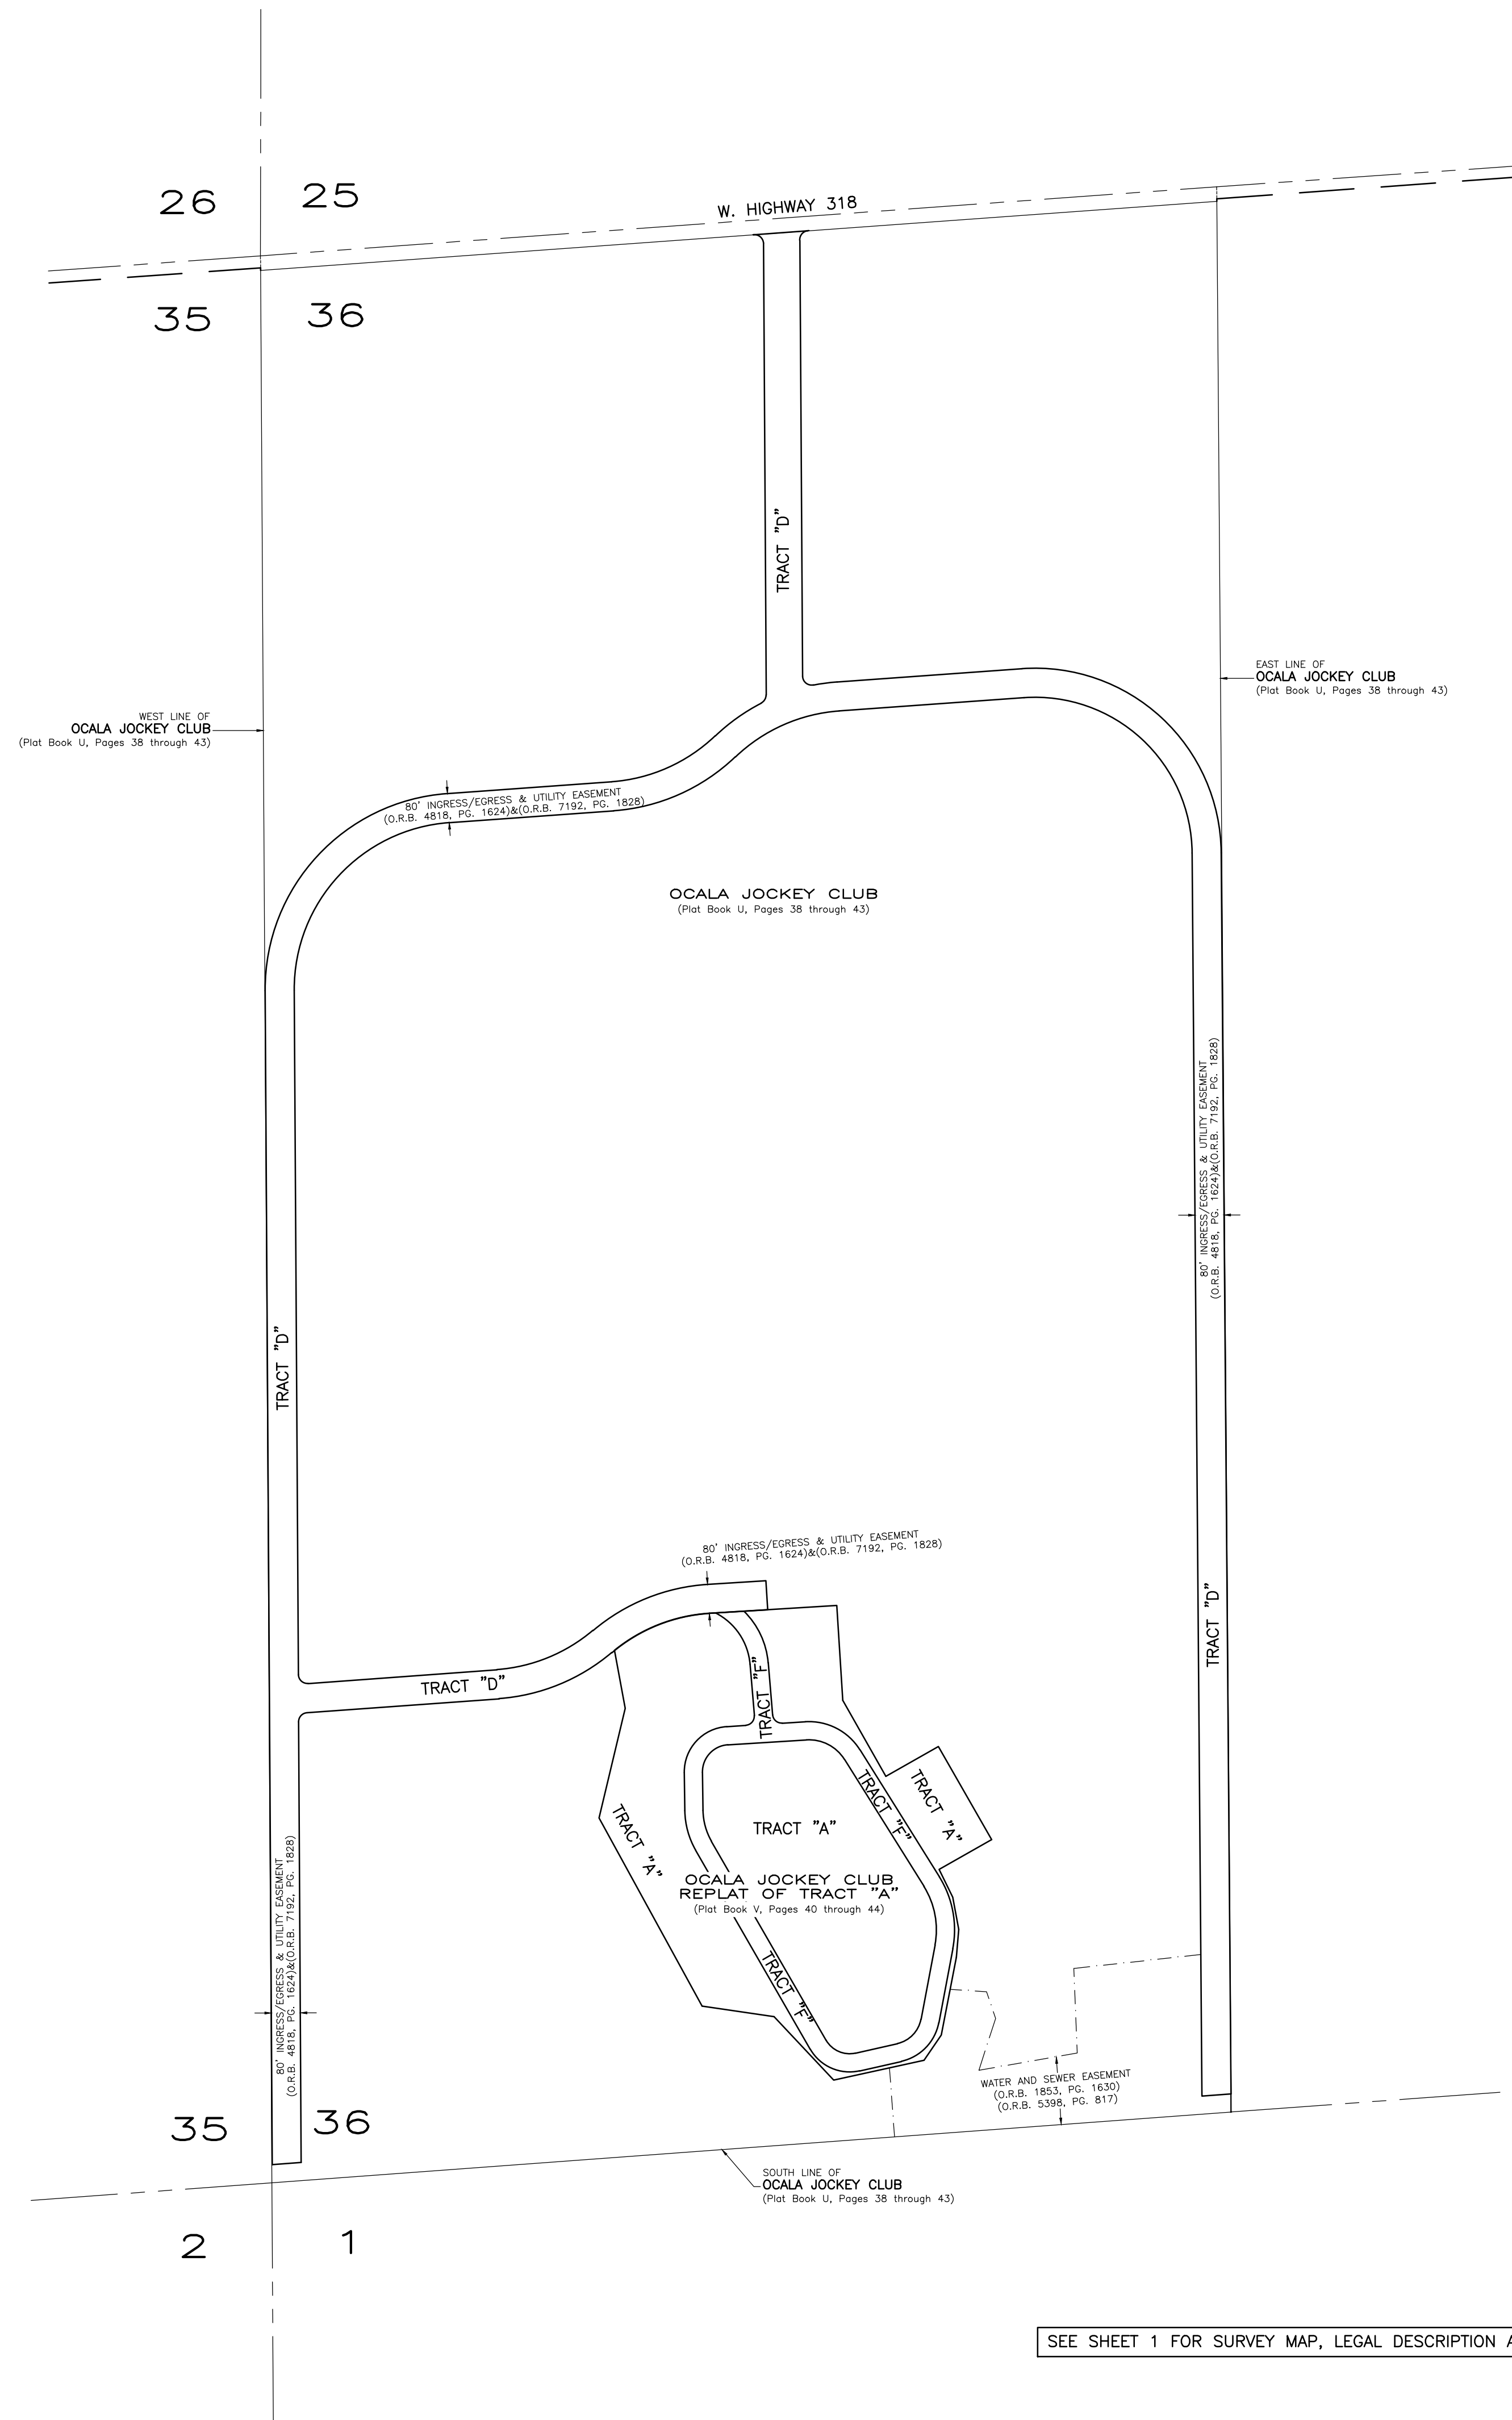 26
25
W. HIGHWAY 318
35
36
TRACT "D"
EAST LINE OF
OCALA JOCKEY CLUB
(Plat Book U, Pages 38 through 43)
WEST LINE OF
OCALA JOCKEY CLUB
(Plat Book U, Pages 38 through 43)
80' INGRESS/EGRESS & UTILITY EASEMENT
(O.R.B. 4818, PG. 1624)&(O.R.B. 7192, PG. 1828)
OCALA JOCKEY CLUB
(Plat Book U, Pages 38 through 43)
80' INGRESS/EGRESS & UTILITY EASEMENT
(O.R.B. 4818, PG. 1624)&(O.R.B. 7192, PG. 1828)
TRACT "D"
80' INGRESS/EGRESS & UTILITY EASEMENT
(O.R.B. 4818, PG. 1624)&(O.R.B. 7192, PG. 1828)
TRACT "D"
TRACT "D"
TRACT "F"
TRACT "F"
TRACT "A"
TRACT "A"
TRACT "A"
OCALA JOCKEY CLUB
REPLAT OF TRACT "A"
(Plat Book V, Pages 40 through 44)
TRACT "F"
80' INGRESS/EGRESS & UTILITY EASEMENT
(O.R.B. 4818, PG. 1624)&(O.R.B. 7192, PG. 1828)
WATER AND SEWER EASEMENT
(O.R.B. 1853, PG. 1630)
(O.R.B. 5398, PG. 817)
35
36
SOUTH LINE OF
OCALA JOCKEY CLUB
(Plat Book U, Pages 38 through 43)
2
1
SEE SHEET 1 FOR SURVEY MAP, LEGAL DESCRIPTION A